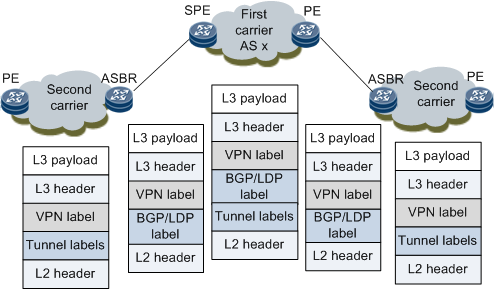 SPE
First
carrier
AS x
PE
PE
Second
carrier
ASBR
ASBR
Second
carrier
PE
L3 payload
L3 header
VPN label
Tunnel labels
L2 header
L3 payload
L3 header
VPN label
BGP/LDP
label
L2 header
L3 payload
L3 header
VPN label
BGP/LDP
label
Tunnel labels
L2 header
L3 payload
L3 header
VPN label
BGP/LDP
label
L2 header
L3 payload
L3 header
VPN label
Tunnel labels
L2 header